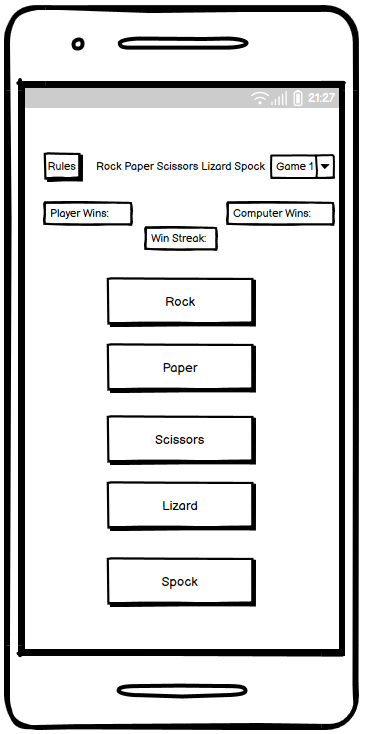 21:27
Rules Rock Paper Scissors Lizard Spock Game 1
Player Wins: Computer Wins:
Win Streak:
Rock
Paper
Scissors
Lizard
Spock